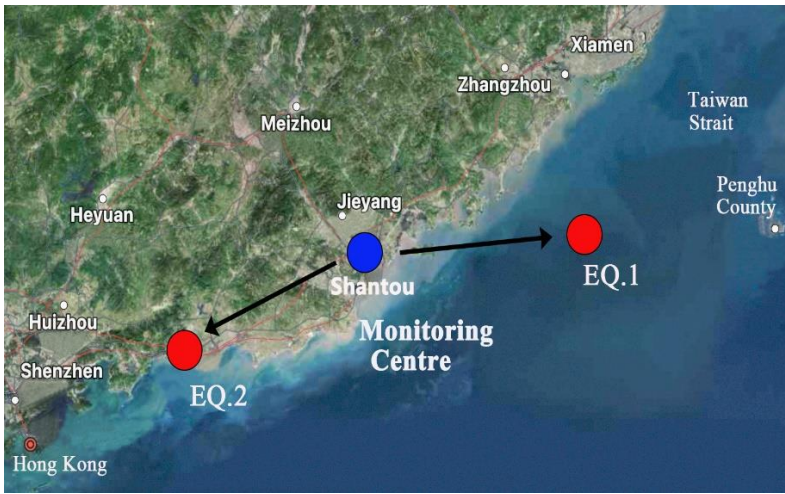 Xiamen
Zhangzhou
Taiwan
Strait
Meizhou
Penghu
County
Jieyang
Heyuan
Shantou
EQ.1
Huizhou
Monitoring
Centre
Shenzhen
EQ.2
Hong Kong